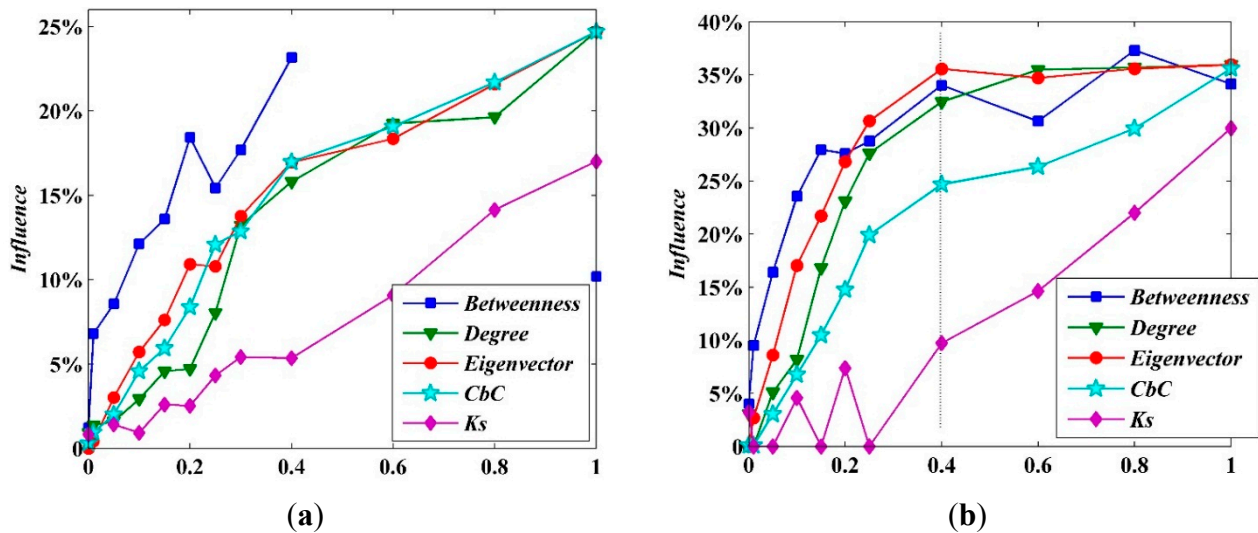 25%
20%
15%
10%
5%
0
Influence
0 0.2 0.4 0.6 0.8 1
Betweenness
Degree
Eigenvector
CbC
Ks
(a)
40%
35%
30%
25%
20%
15%
10%
5%
0
Influence
0 0.2 0.4 0.6 0.8 1
Betweenness
Degree
Eigenvector
CbC
Ks
(b)